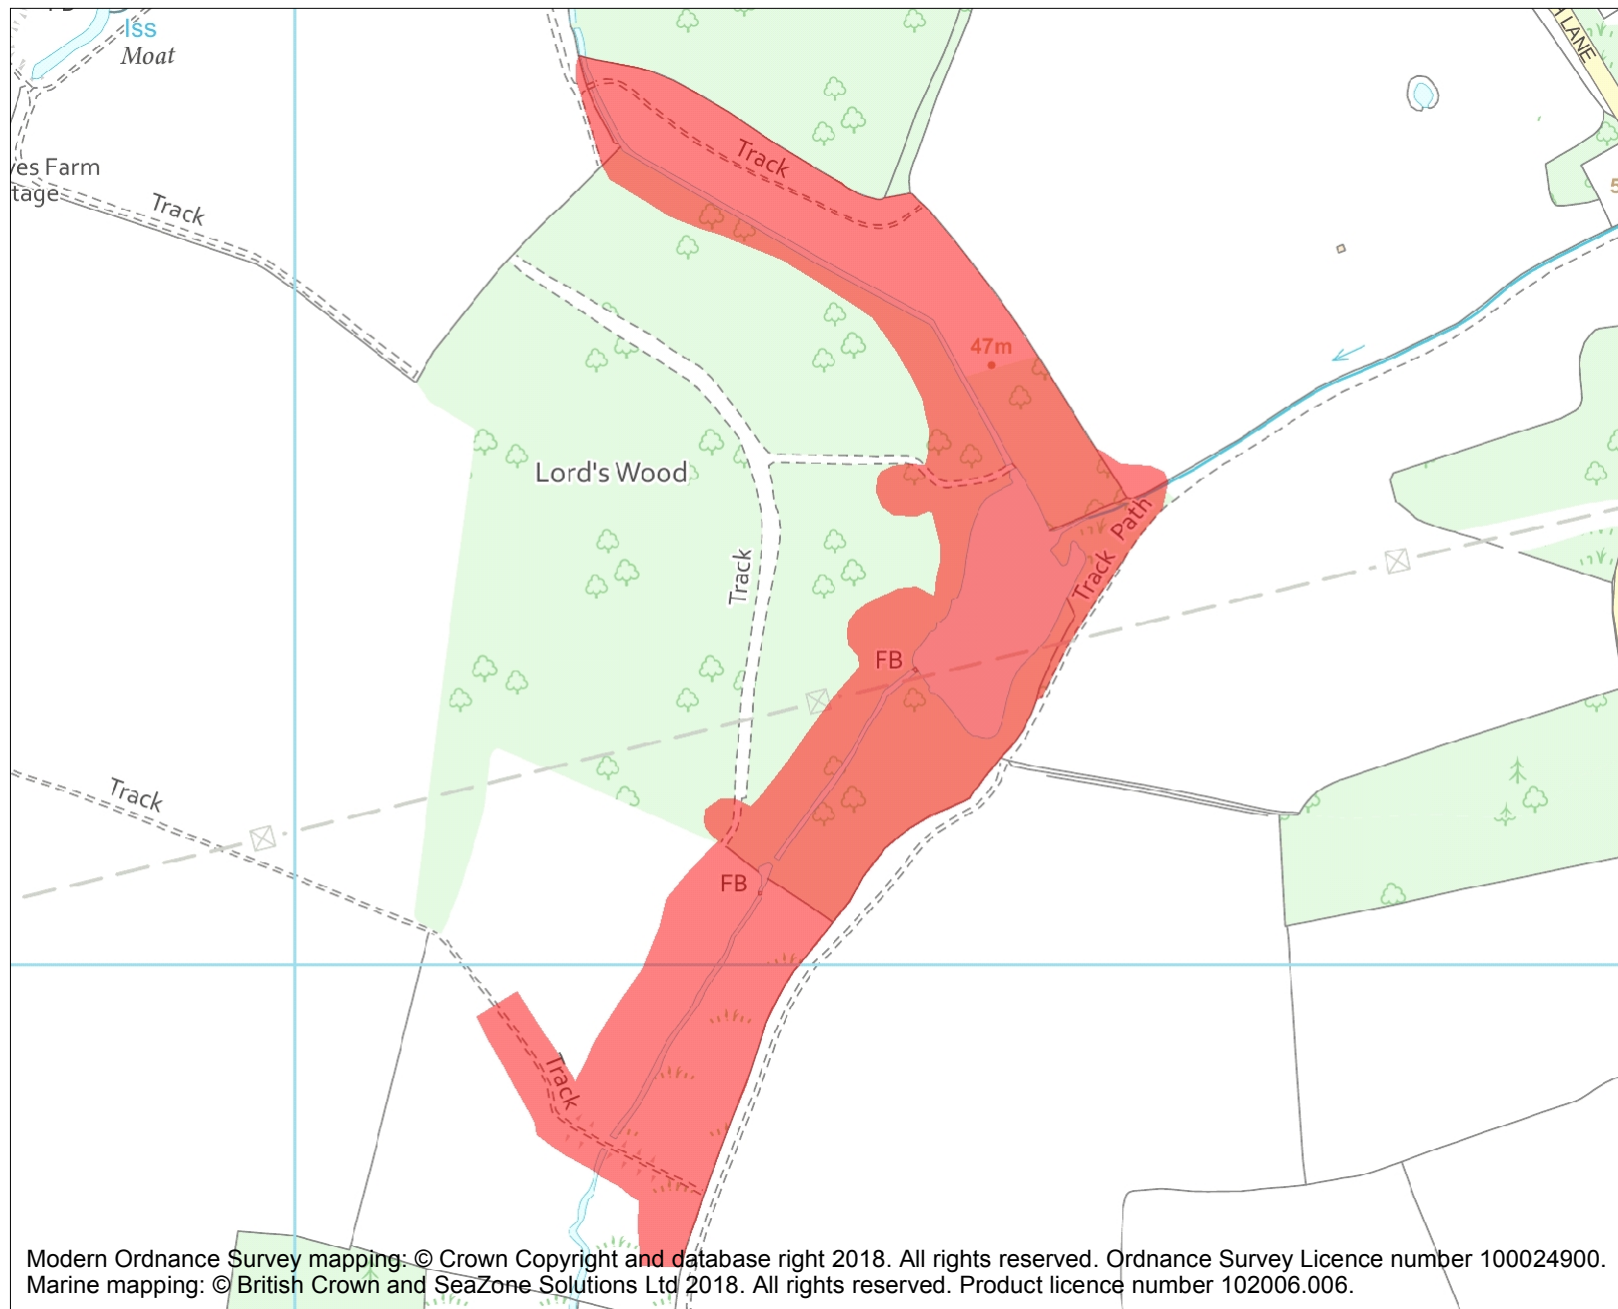 Iss
Moat
LANE
Track
ves Farm
tage
Track
47m
Lord's Wood
Path
Track
Track
FB
Track
FB
Track
Modern Ordnance Survey mapping: © Crown Copyright and database right 2018. All rights reserved. Ordnance Survey Licence number 100024900.
Marine mapping: © British Crown and SeaZone Solutions Ltd 2018. All rights reserved. Product licence number 102006.006.